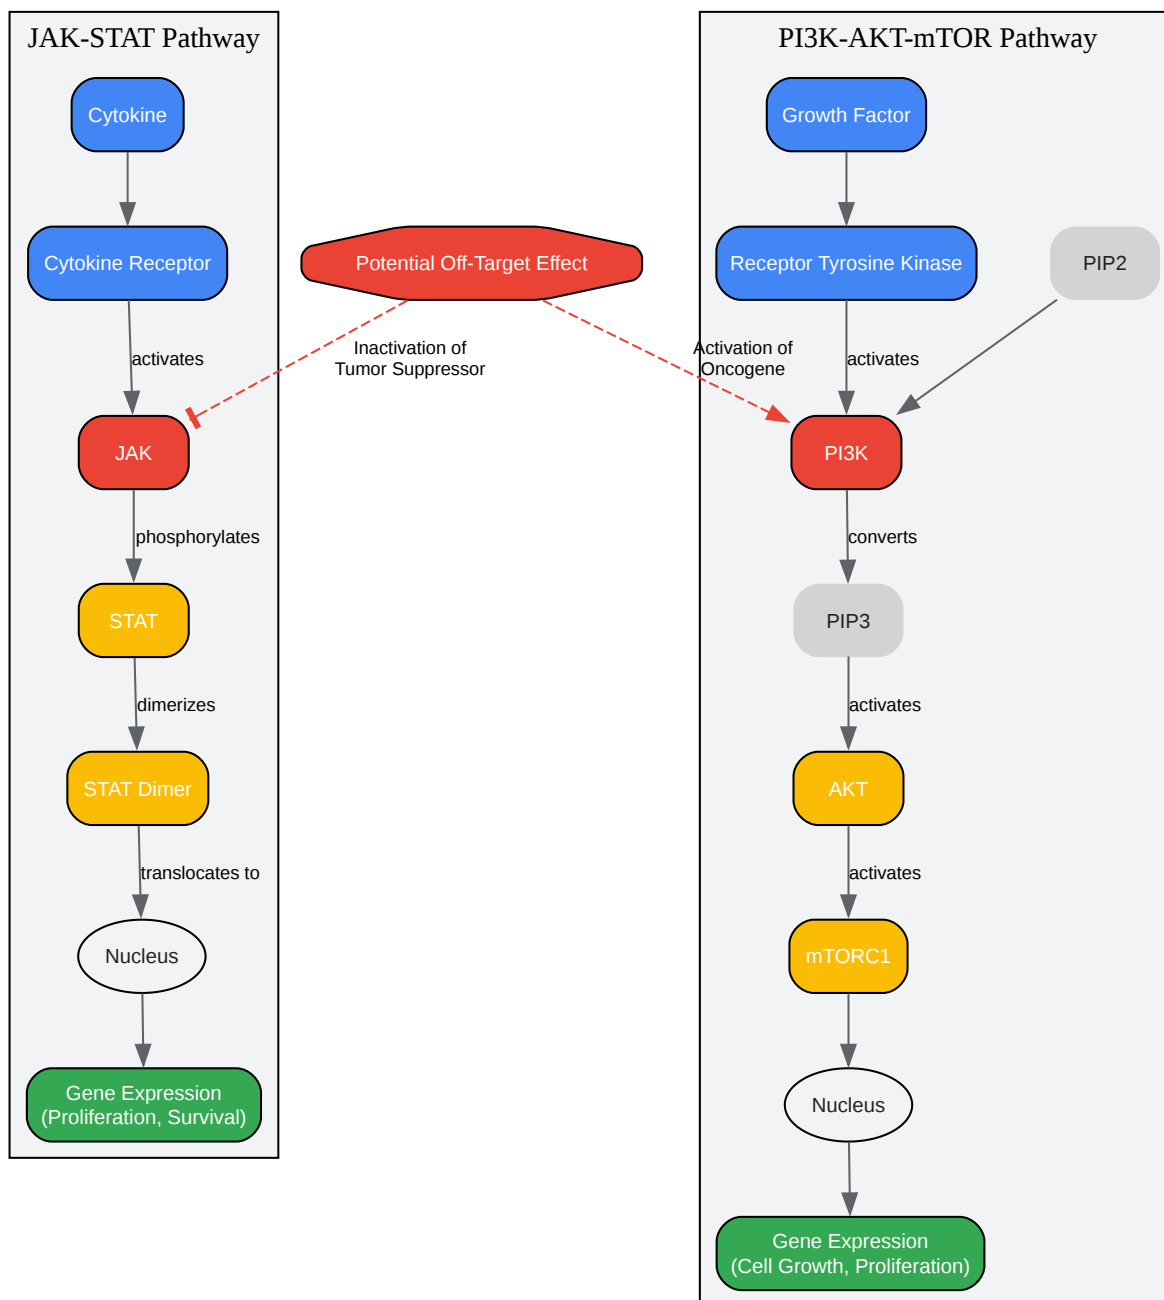 JAK-STAT Pathway
Cytokine
Cytokine Receptor
activates
JAK
phosphorylates
STAT
dimerizes
STAT Dimer
translocates to
Nucleus
Gene Expression
(Proliferation, Survival)
Potential Off-Target Effect
Inactivation of
Tumor Suppressor
Activation of
Oncogene
PI3K-AKT-mTOR Pathway
Growth Factor
Receptor Tyrosine Kinase
PIP2
activates
PI3K
converts
PIP3
activates
AKT
activates
mTORC1
Nucleus
Gene Expression
(Cell Growth, Proliferation)